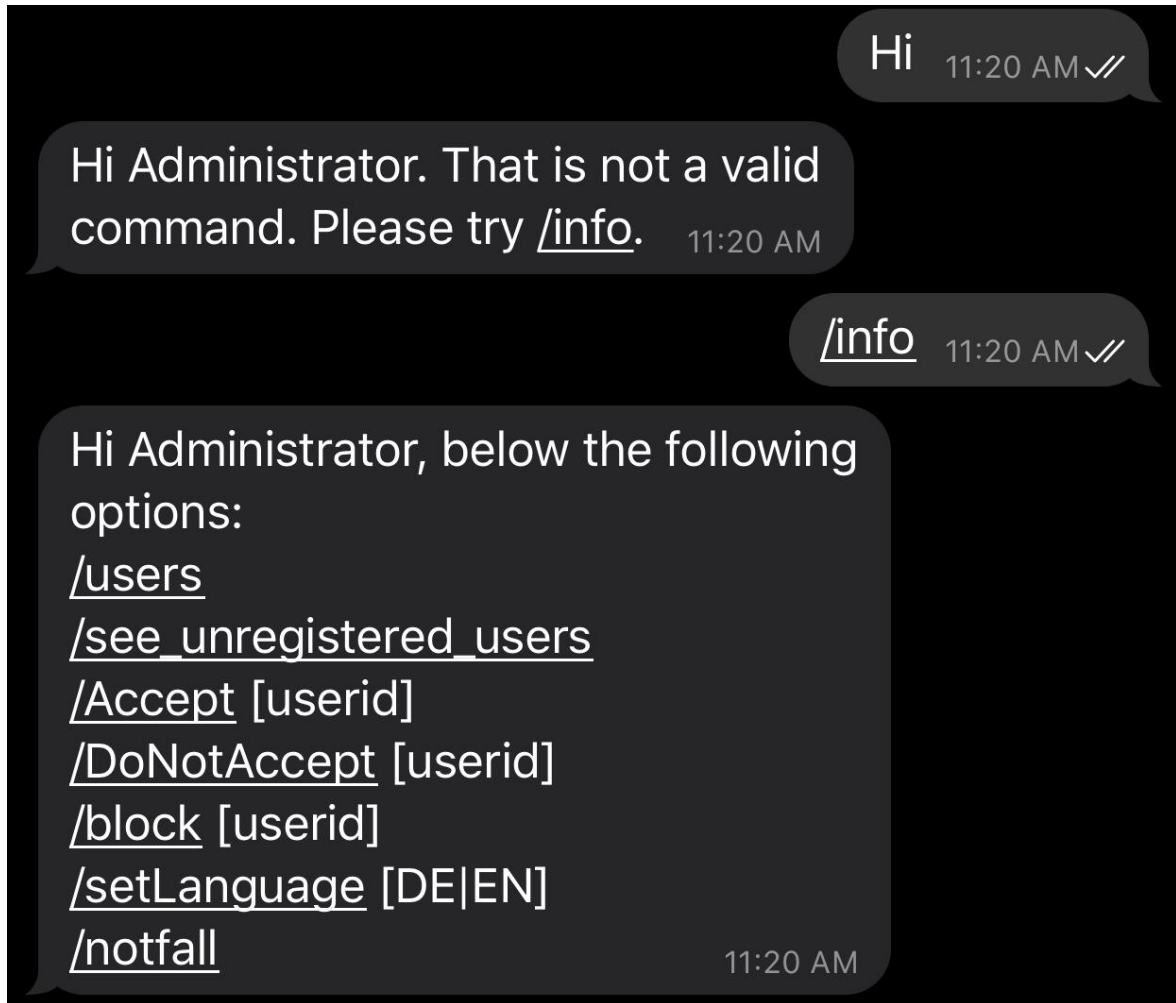 Hi 11:20 AM
Hi Administrator. That is not a valid
command. Please try /info. 11:20 AM
/info 11:20 AM
Hi Administrator, below the following
options:
/users
/see_unregistered_users
/Accept [userid]
/DoNotAccept [userid]
/block [userid]
/setLanguage [DE|EN]
/notfall 11:20 AM